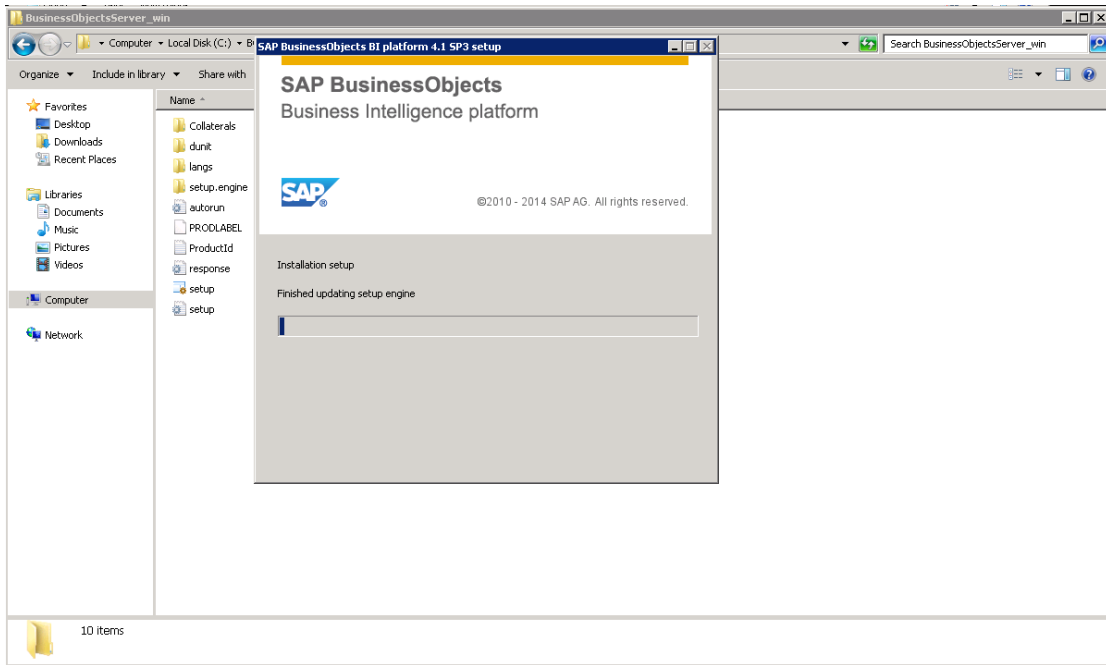 BusinessObjectsServer_win
Computer Local Disk (C:)
Search BusinessObjectsServer_win
Organize Include in library Share with
Favorites
Desktop
Downloads
Recent Places
Libraries
Documents
Music
Pictures
Videos
Computer
Network
Name
Collaterals
dunit
langs
setup.engine
autorun
PRODLABEL
ProductId
response
setup
setup
SAP BusinessObjects BI platform 4.1 SP3 setup
SAP BusinessObjects
Business Intelligence platform
SAP®
©2010 - 2014 SAP AG. All rights reserved.
Installation setup
Finished updating setup engine
10 items